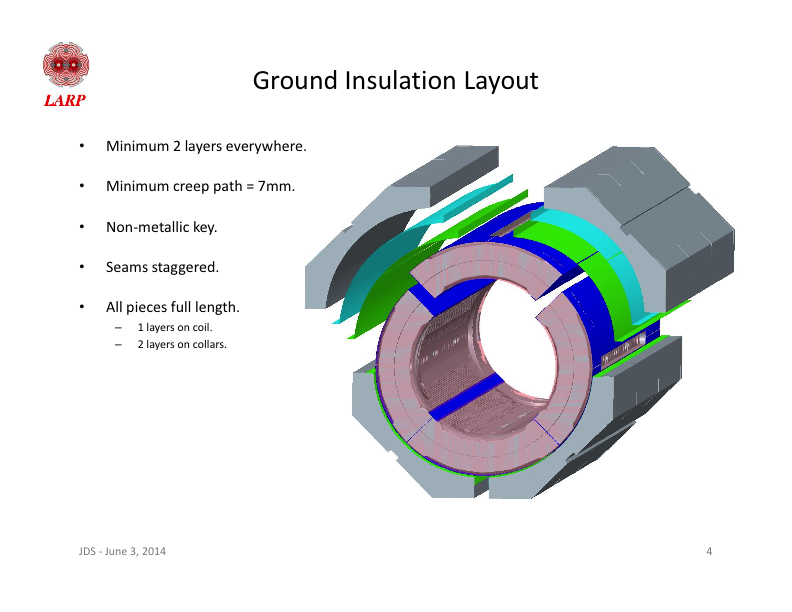 LARP
Ground Insulation Layout
• Minimum 2 layers everywhere.
• Minimum creep path = 7mm.
• Non-metallic key.
• Seams staggered.
• All pieces full length.
– 1 layers on coil.
– 2 layers on collars.
JDS - June 3, 2014
4